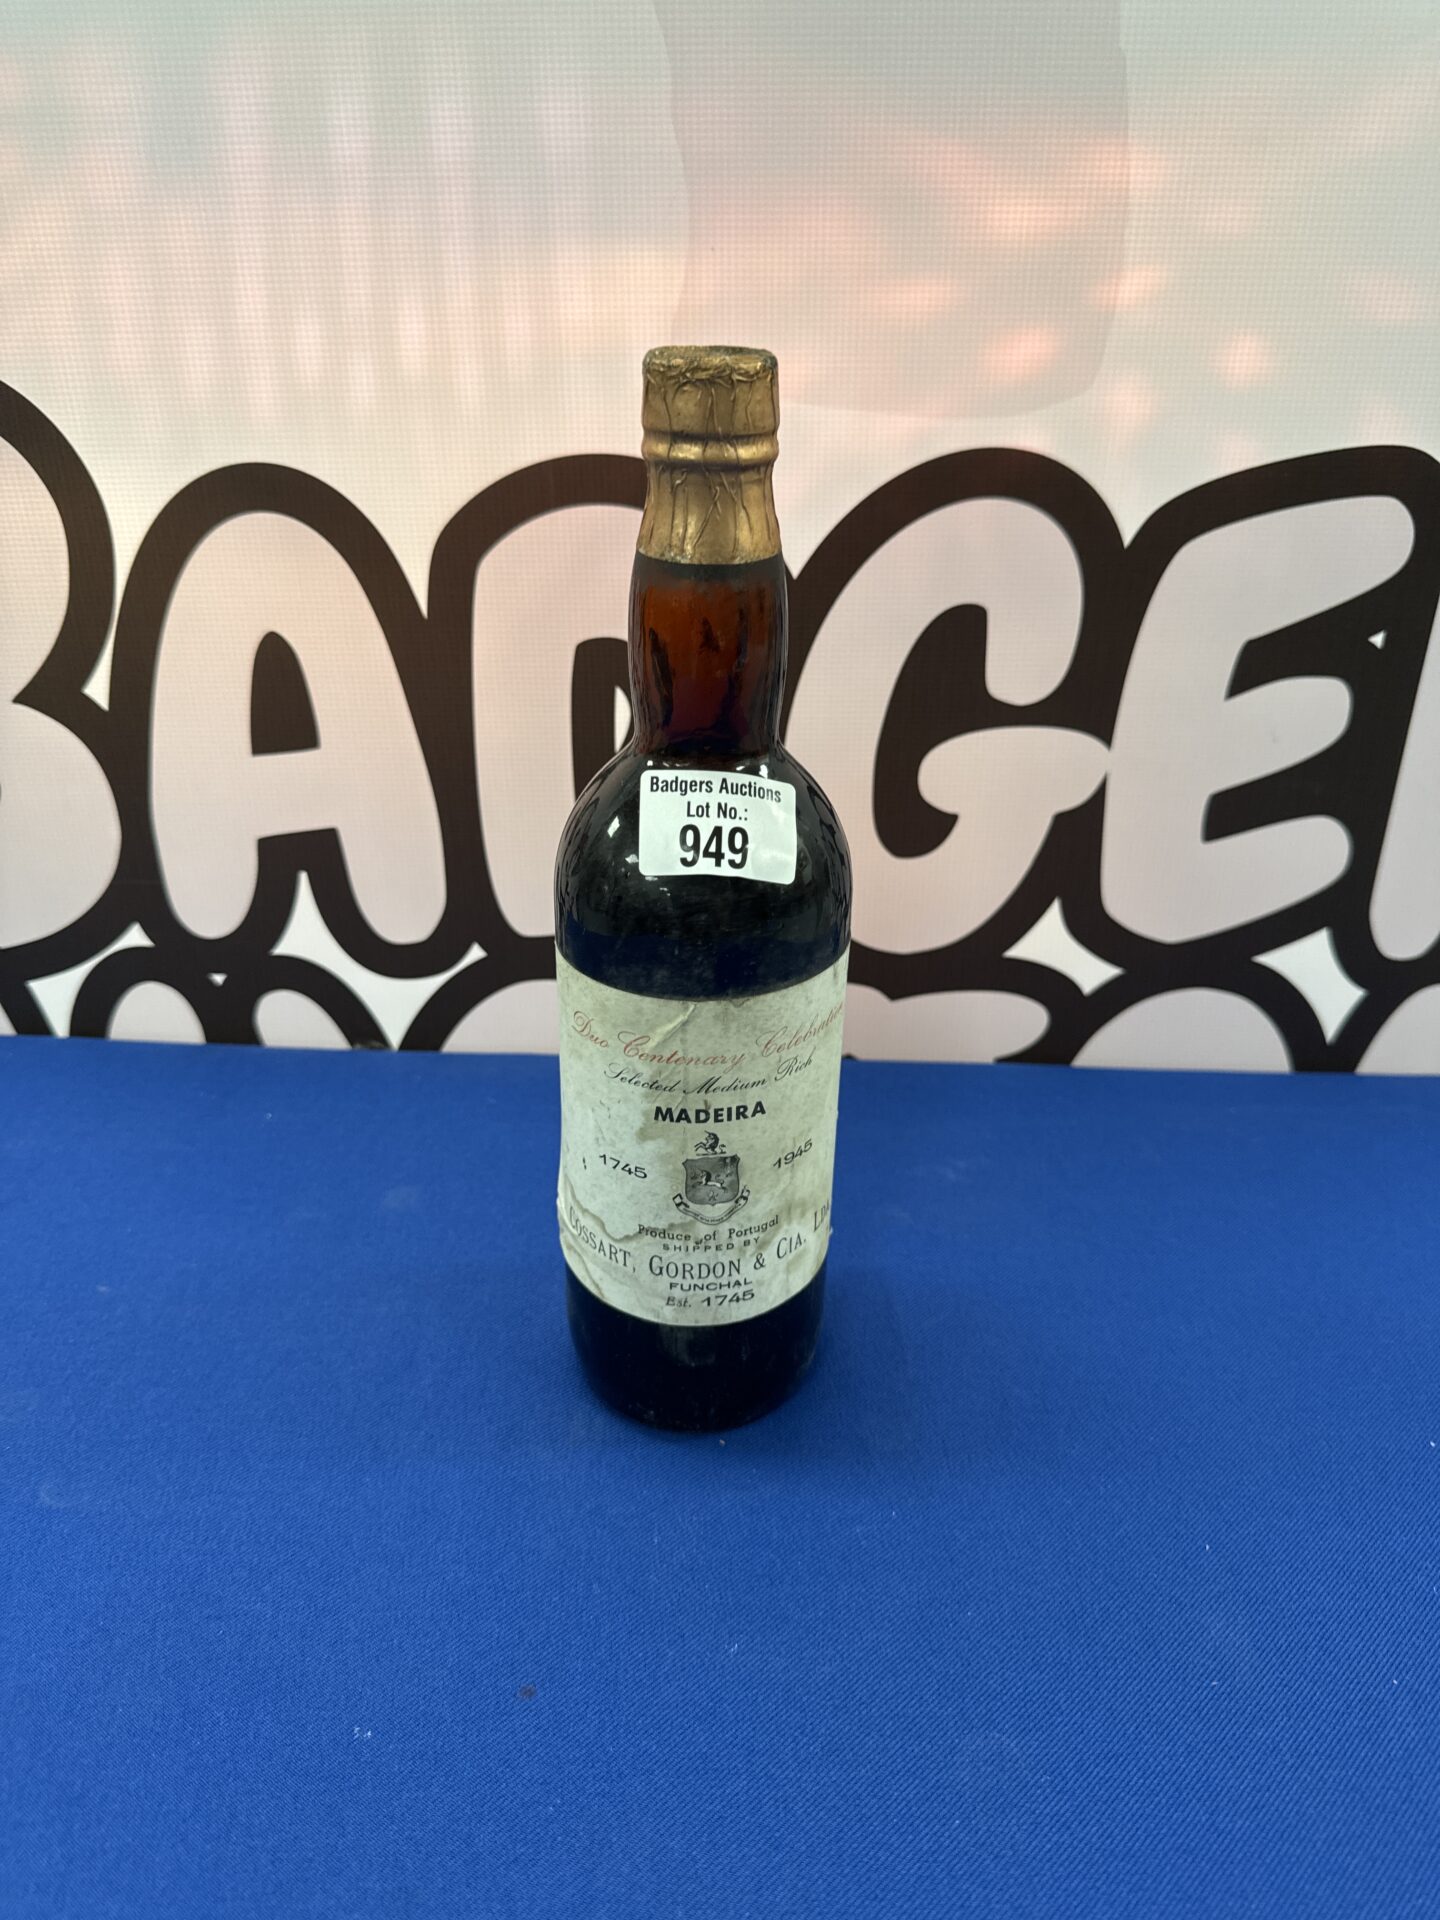 BADGE
Badgers Auctions
Lot No.:
949
Duo Centenary Celebration
Selected Medium Rich
MADEIRA
1745 1945
Produce of Portugal
SHIPPED BY
COSSART, GORDON & CIA. LDA
FUNCHAL
Est. 1745